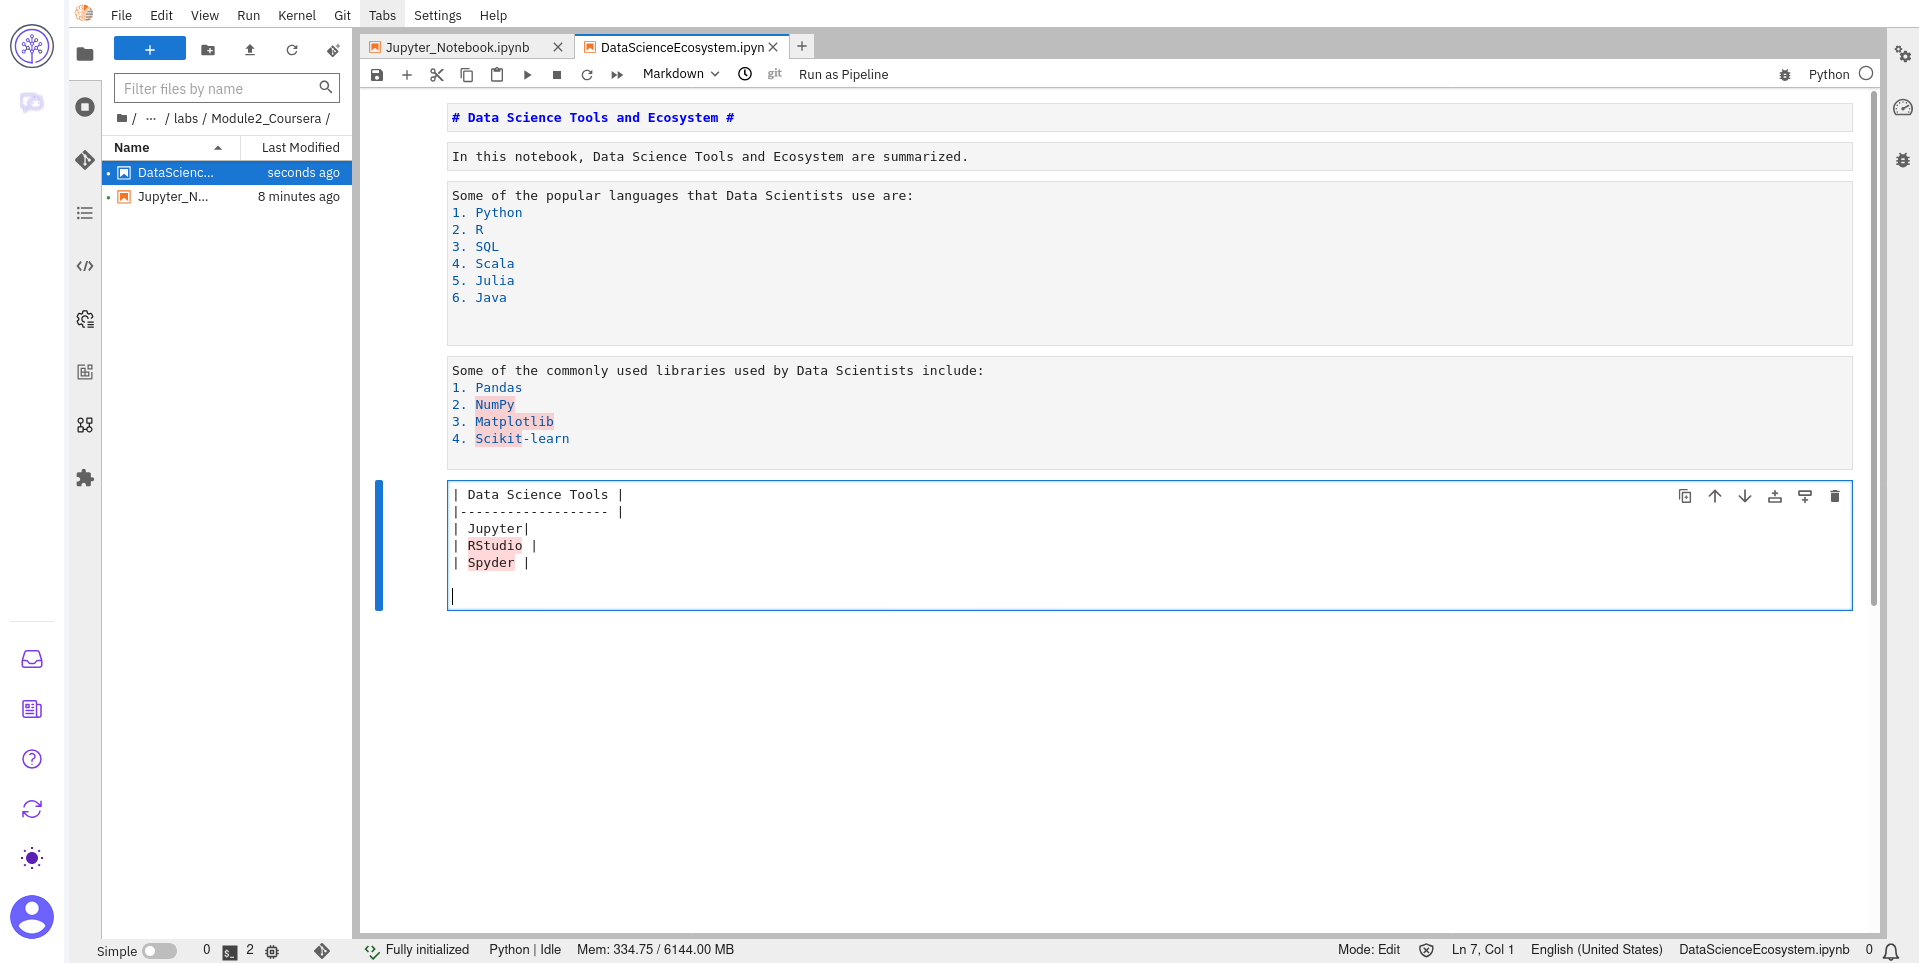 File Edit View Run Kernel Git Tabs Settings Help
Filter files by name
/ ... / labs / Module2_Coursera /
Name Last Modified
DataScienc... seconds ago
Jupyter_N... 8 minutes ago
Jupyter_Notebook.ipynb
DataScienceEcosystem.ipyn
Markdown git Run as Pipeline Python
# Data Science Tools and Ecosystem #
In this notebook, Data Science Tools and Ecosystem are summarized.
Some of the popular languages that Data Scientists use are:
1. Python
2. R
3. SQL
4. Scala
5. Julia
6. Java
Some of the commonly used libraries used by Data Scientists include:
1. Pandas
2. NumPy
3. Matplotlib
4. Scikit-learn
| Data Science Tools |
|------------------- |
| Jupyter|
| RStudio |
| Spyder |
Simple 0 $_ 2 Fully initialized Python | Idle Mem: 334.75 / 6144.00 MB Mode: Edit Ln 7, Col 1 English (United States) DataScienceEcosystem.ipynb 0